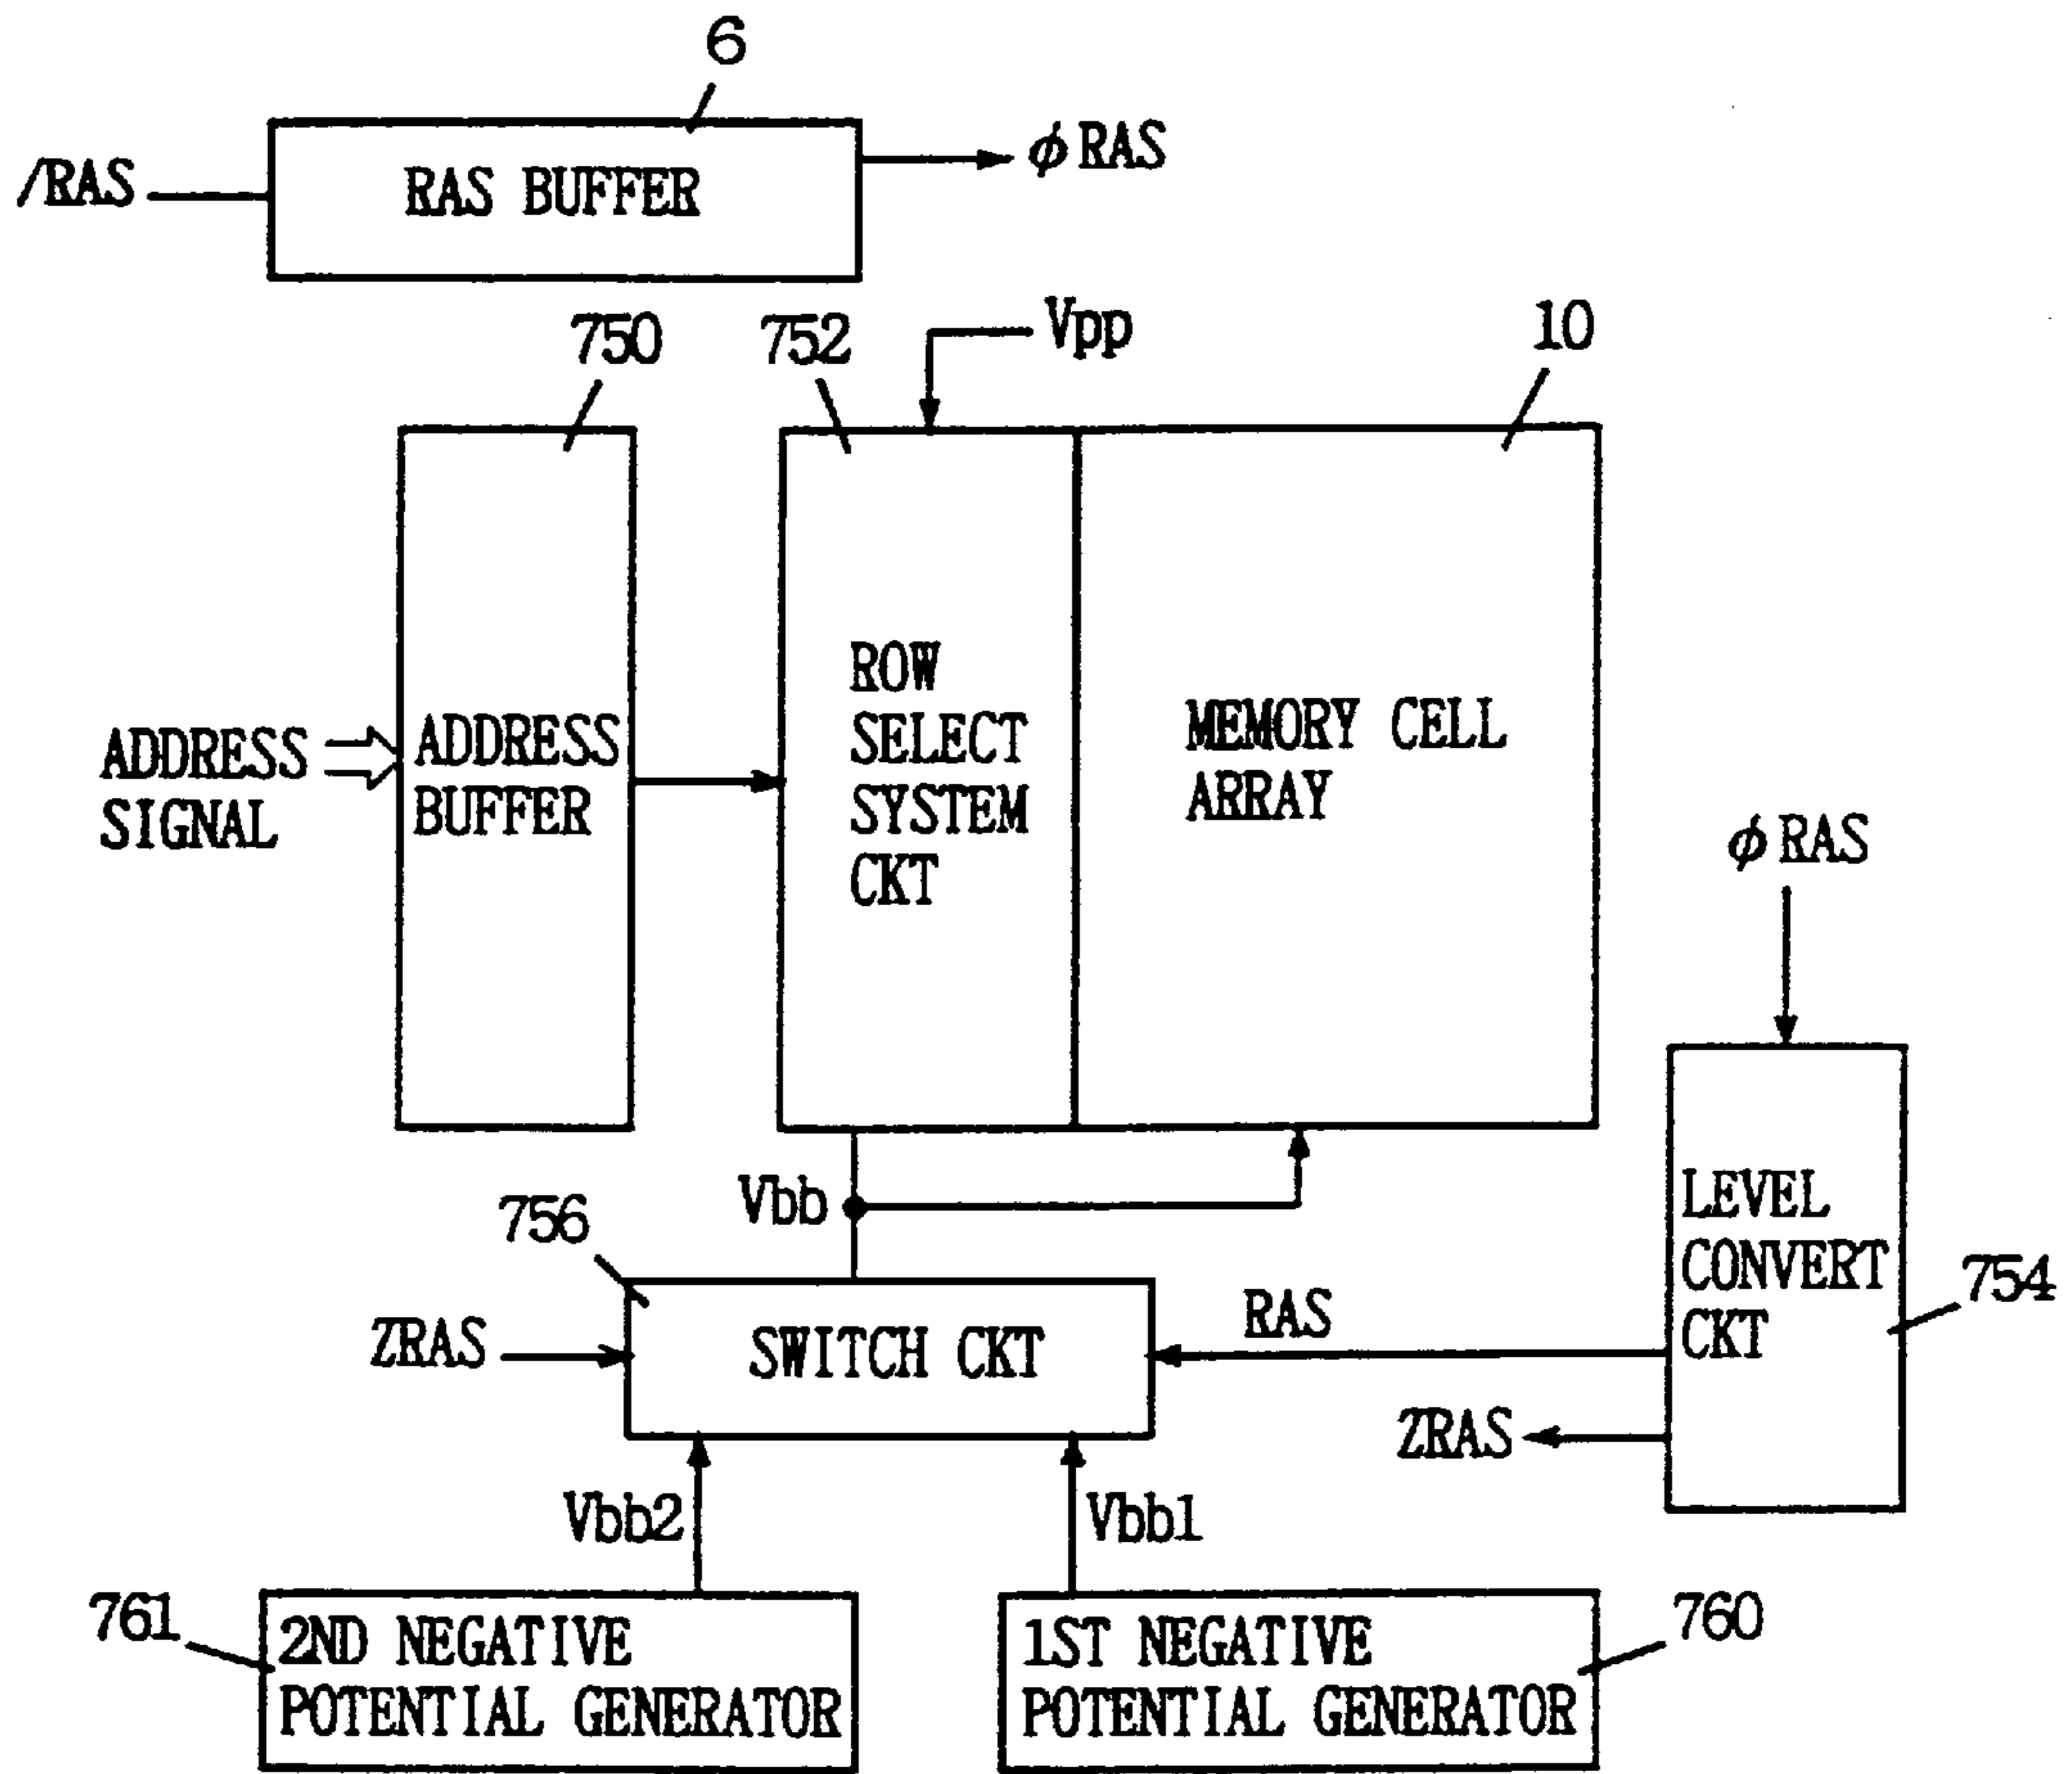 6
/RAS
RAS BUFFER
φRAS
750
752
Vpp
10
ADDRESS
SIGNAL
ADDRESS
BUFFER
ROW
SELECT
SYSTEM
CKT
MEMORY CELL
ARRAY
φRAS
Vbb
756
ZRAS
SWITCH CKT
RAS
LEVEL
CONVERT
CKT
754
ZRAS
Vbb2
Vbb1
761
2ND NEGATIVE
POTENTIAL GENERATOR
1ST NEGATIVE
POTENTIAL GENERATOR
760